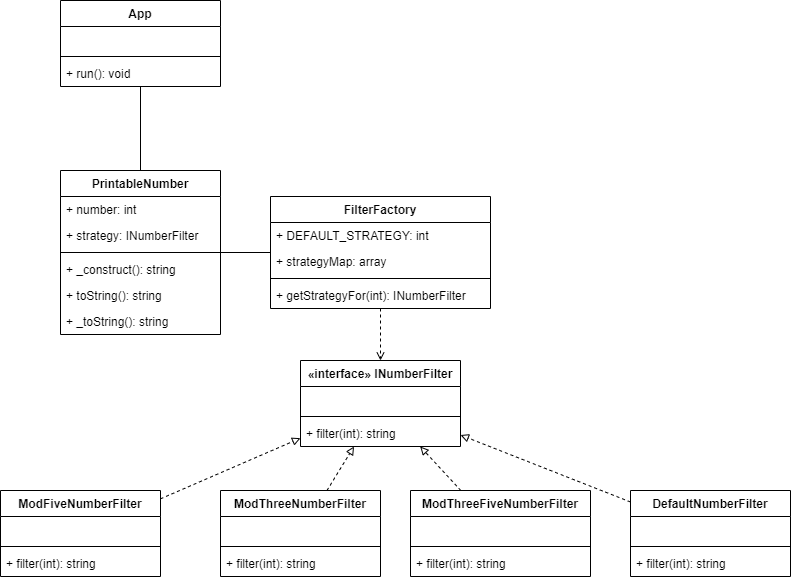 App
+ run(): void
PrintableNumber
+ number: int
+ strategy: INumberFilter
+ _construct(): string
+ toString(): string
+ _toString(): string
FilterFactory
+ DEFAULT_STRATEGY: int
+ strategyMap: array
+ getStrategyFor(int): INumberFilter
«interface» INumberFilter
+ filter(int): string
ModFiveNumberFilter
+ filter(int): string
ModThreeNumberFilter
+ filter(int): string
ModThreeFiveNumberFilter
+ filter(int): string
DefaultNumberFilter
+ filter(int): string